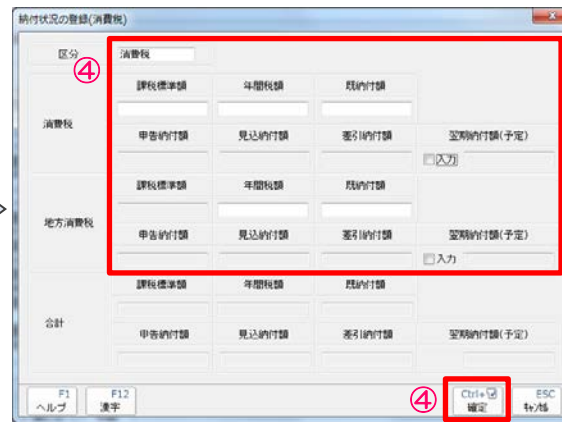 納付状況の登録(消費税)
区分 消費税
④
課税標準額 年間税額 既納付額
消費税
申告納付額 見込納付額 差引納付額 翌期納付額(予定)
入力
課税標準額 年間税額 既納付額
地方消費税
申告納付額 見込納付額 差引納付額 翌期納付額(予定)
入力
課税標準額 年間税額 既納付額
合計
申告納付額 見込納付額 差引納付額 翌期納付額(予定)
F1 F12 Ctrl+ ESC
ヘルプ 漢字 ④ 確定 ｷｬﾝｾﾙ